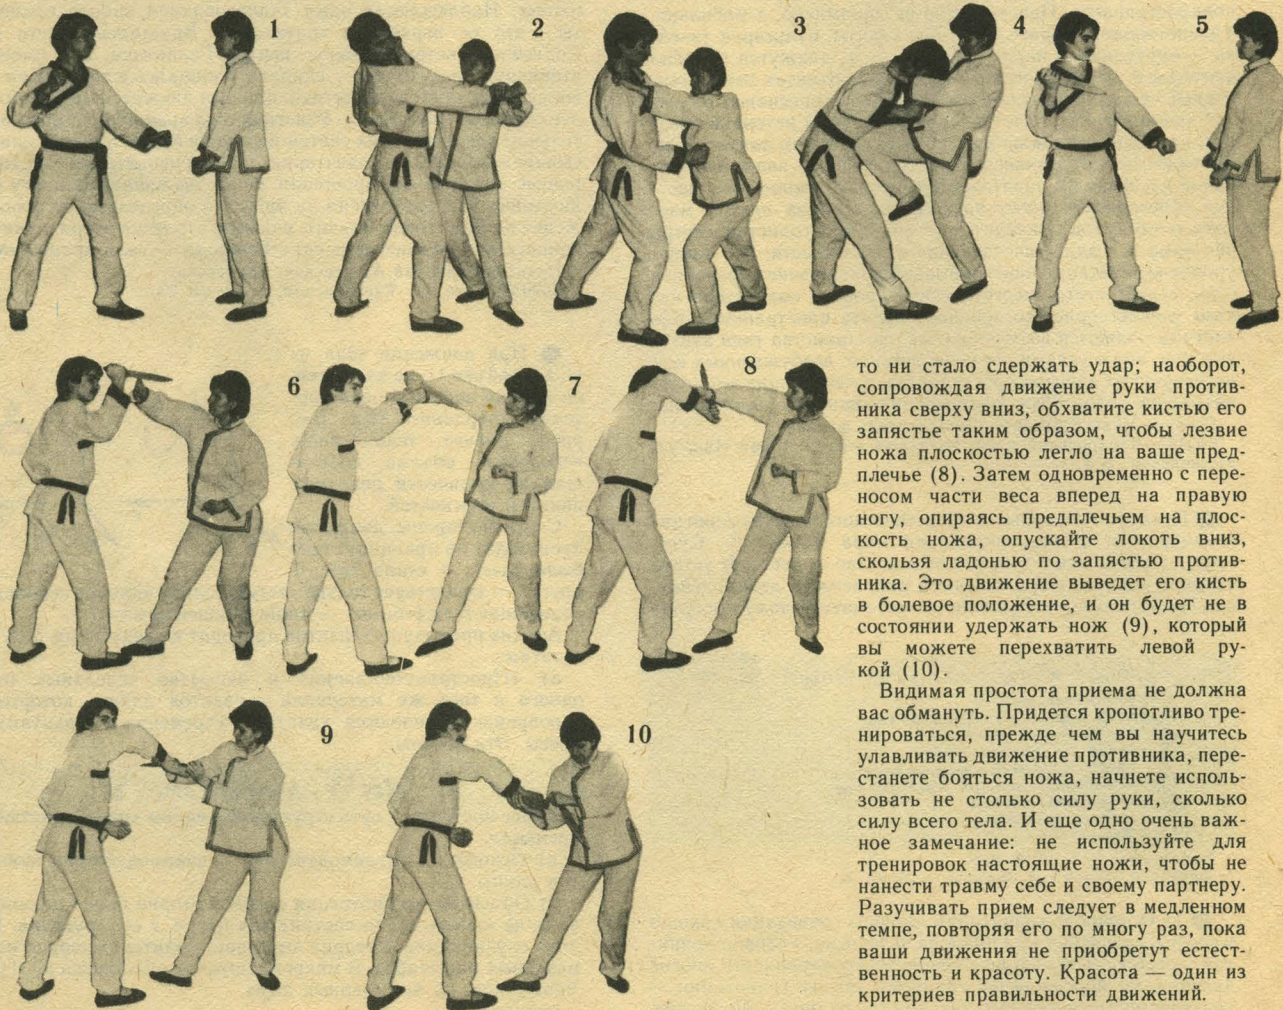 1
2
3
4
5
6
7
8
9
10
то ни стало сдержать удар; наоборот,
сопровождая движение руки против-
ника сверху вниз, обхватите кистью его
запястье таким образом, чтобы лезвие
ножа плоскостью легло на ваше пред-
плечье (8). Затем одновременно с пере-
носом части веса вперед на правую
ногу, опираясь предплечьем на плос-
кость ножа, опускайте локоть вниз,
скользя ладонью по запястью против-
ника. Это движение выведет его кисть
в болевое положение, и он будет не в
состоянии удержать нож (9), который
вы можете перехватить левой ру-
кой (10).
Видимая простота приема не должна
вас обмануть. Придется кропотливо тре-
нироваться, прежде чем вы научитесь
улавливать движение противника, пере-
станете бояться ножа, начнете исполь-
зовать не столько силу руки, сколько
силу всего тела. И еще одно очень важ-
ное замечание: не используйте для
тренировок настоящие ножи, чтобы не
нанести травму себе и своему партнеру.
Разучивать прием следует в медленном
темпе, повторяя его по многу раз, пока
ваши движения не приобретут естест-
венность и красоту. Красота — один из
критериев правильности движений.